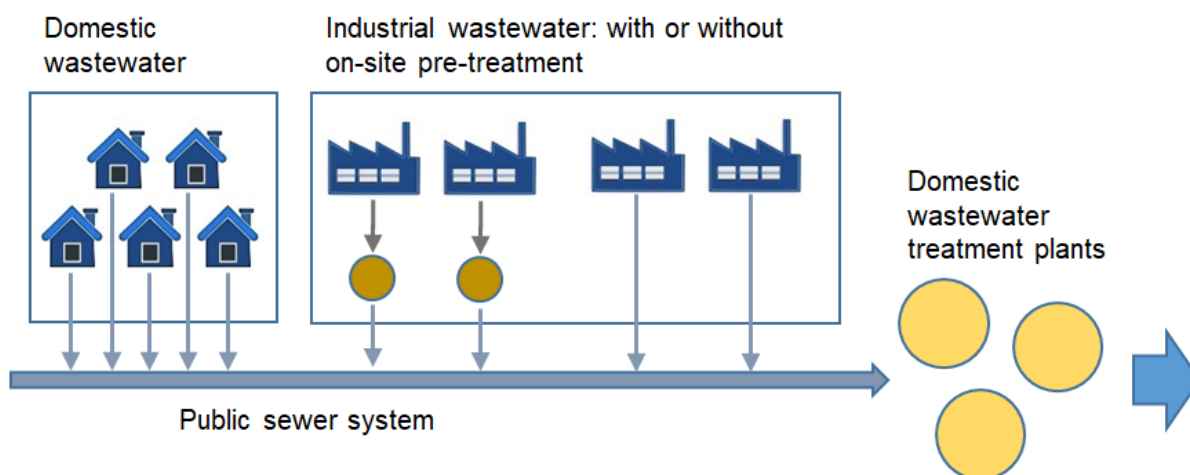 Domestic
wastewater
Industrial wastewater: with or without
on-site pre-treatment
Domestic
wastewater
treatment plants
Public sewer system